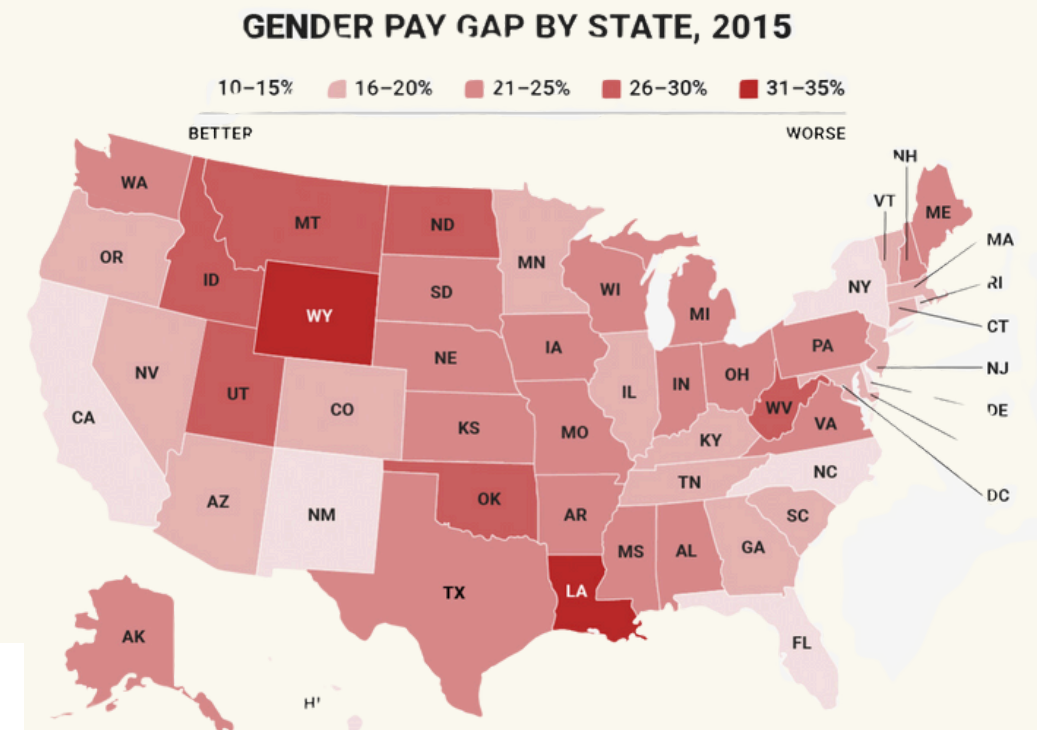 GENDER PAY GAP BY STATE, 2015
10–15% 16–20% 21–25% 26–30% 31–35%
BETTER WORSE
NH
WA
VT
ME
MT
ND
MA
OR
MN
ID
SD
WI
NY
RI
WY
MI
CT
NE
IA
PA
NV
OH
NJ
UT
CO
IL
IN
CA
WV
DE
KS
MO
KY
VA
AZ
OK
TN
NC
NM
AR
SC
DC
MS
AL
GA
TX
LA
AK
FL